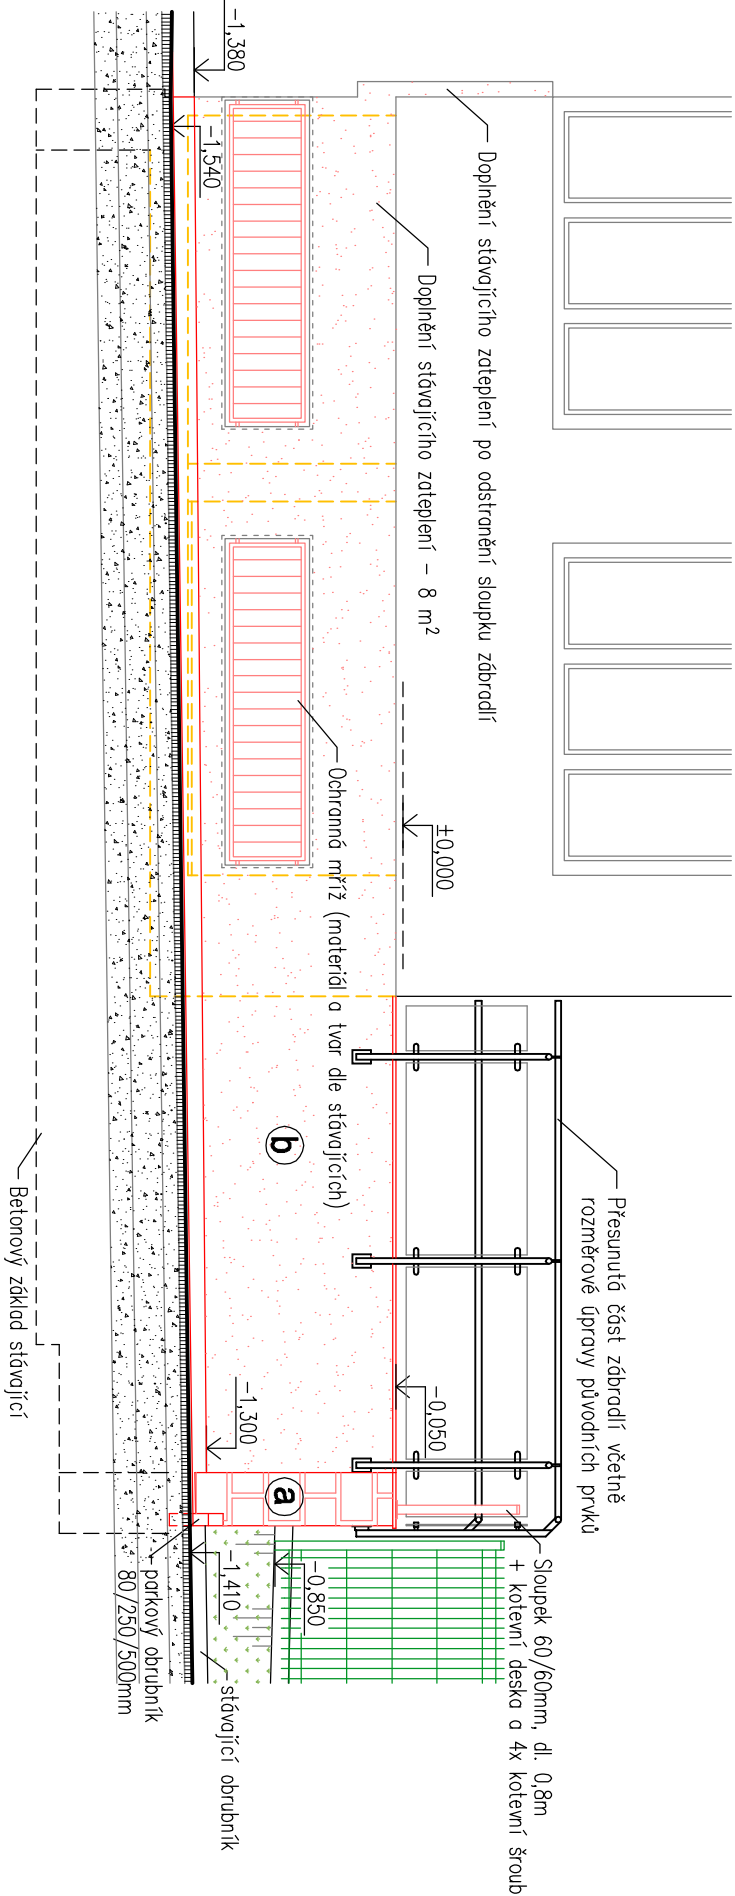 -1,380
-1,540
Doplnění stávajícího zateplení po odstranění sloupku zábradlí
Doplnění stávajícího zateplení – 8 m²
±0,000
Ochranná mříž (materiál a tvar dle stávajících)
b
Přesunutá část zábradlí včetně
rozměrové úpravy původních prvků
-0,050
-1,300
a
Sloupek 60/60mm, dl. 0,8m
+ kotevní deska a 4x kotevní šroub
-0,850
-1,410
stávající obrubník
parkový obrubník
80/250/500mm
Betonový základ stávající